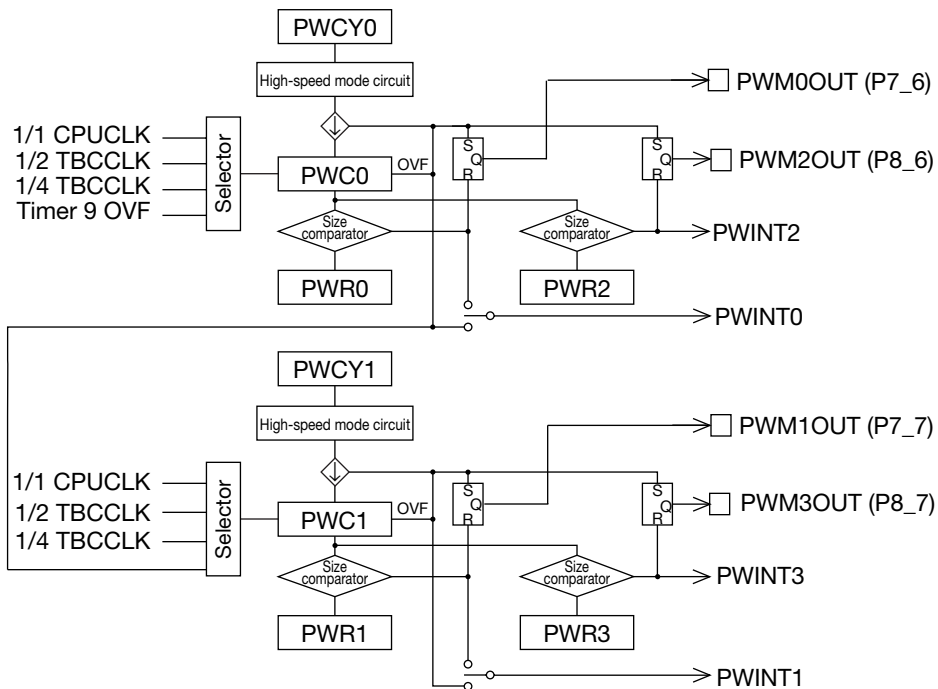 PWCY0
High-speed mode circuit
1/1 CPUCLK
1/2 TBCCLK
1/4 TBCCLK
Timer 9 OVF
Selector
PWC0
OVF
S
Q
R
S
Q
R
PWM0OUT (P7_6)
PWM2OUT (P8_6)
Size
comparator
Size
comparator
PWINT2
PWR0
PWR2
PWINT0
PWCY1
High-speed mode circuit
1/1 CPUCLK
1/2 TBCCLK
1/4 TBCCLK
Selector
PWC1
OVF
S
Q
R
S
Q
R
PWM1OUT (P7_7)
PWM3OUT (P8_7)
Size
comparator
Size
comparator
PWINT3
PWR1
PWR3
PWINT1